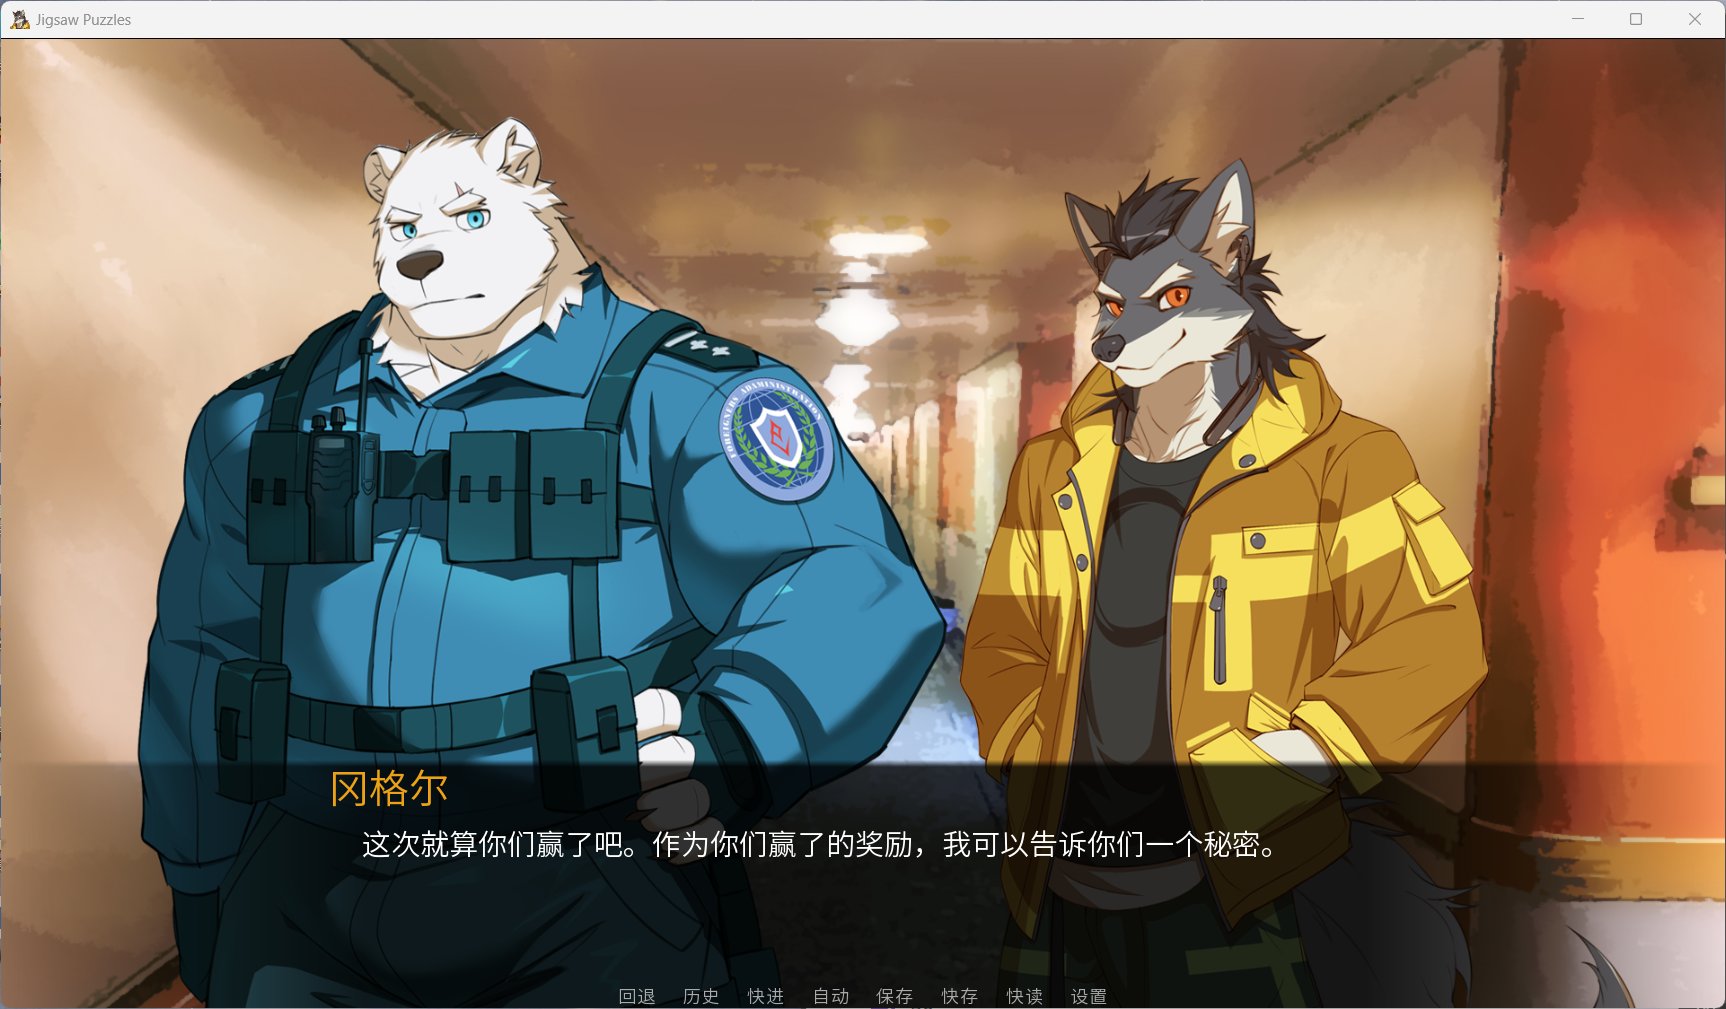 Jigsaw Puzzles
FOREIGNERS ADAMINISTRATION
冈格尔
这次就算你们赢了吧。作为你们赢了的奖励，我可以告诉你们一个秘密。
回退 历史 快进 自动 保存 快存 快读 设置